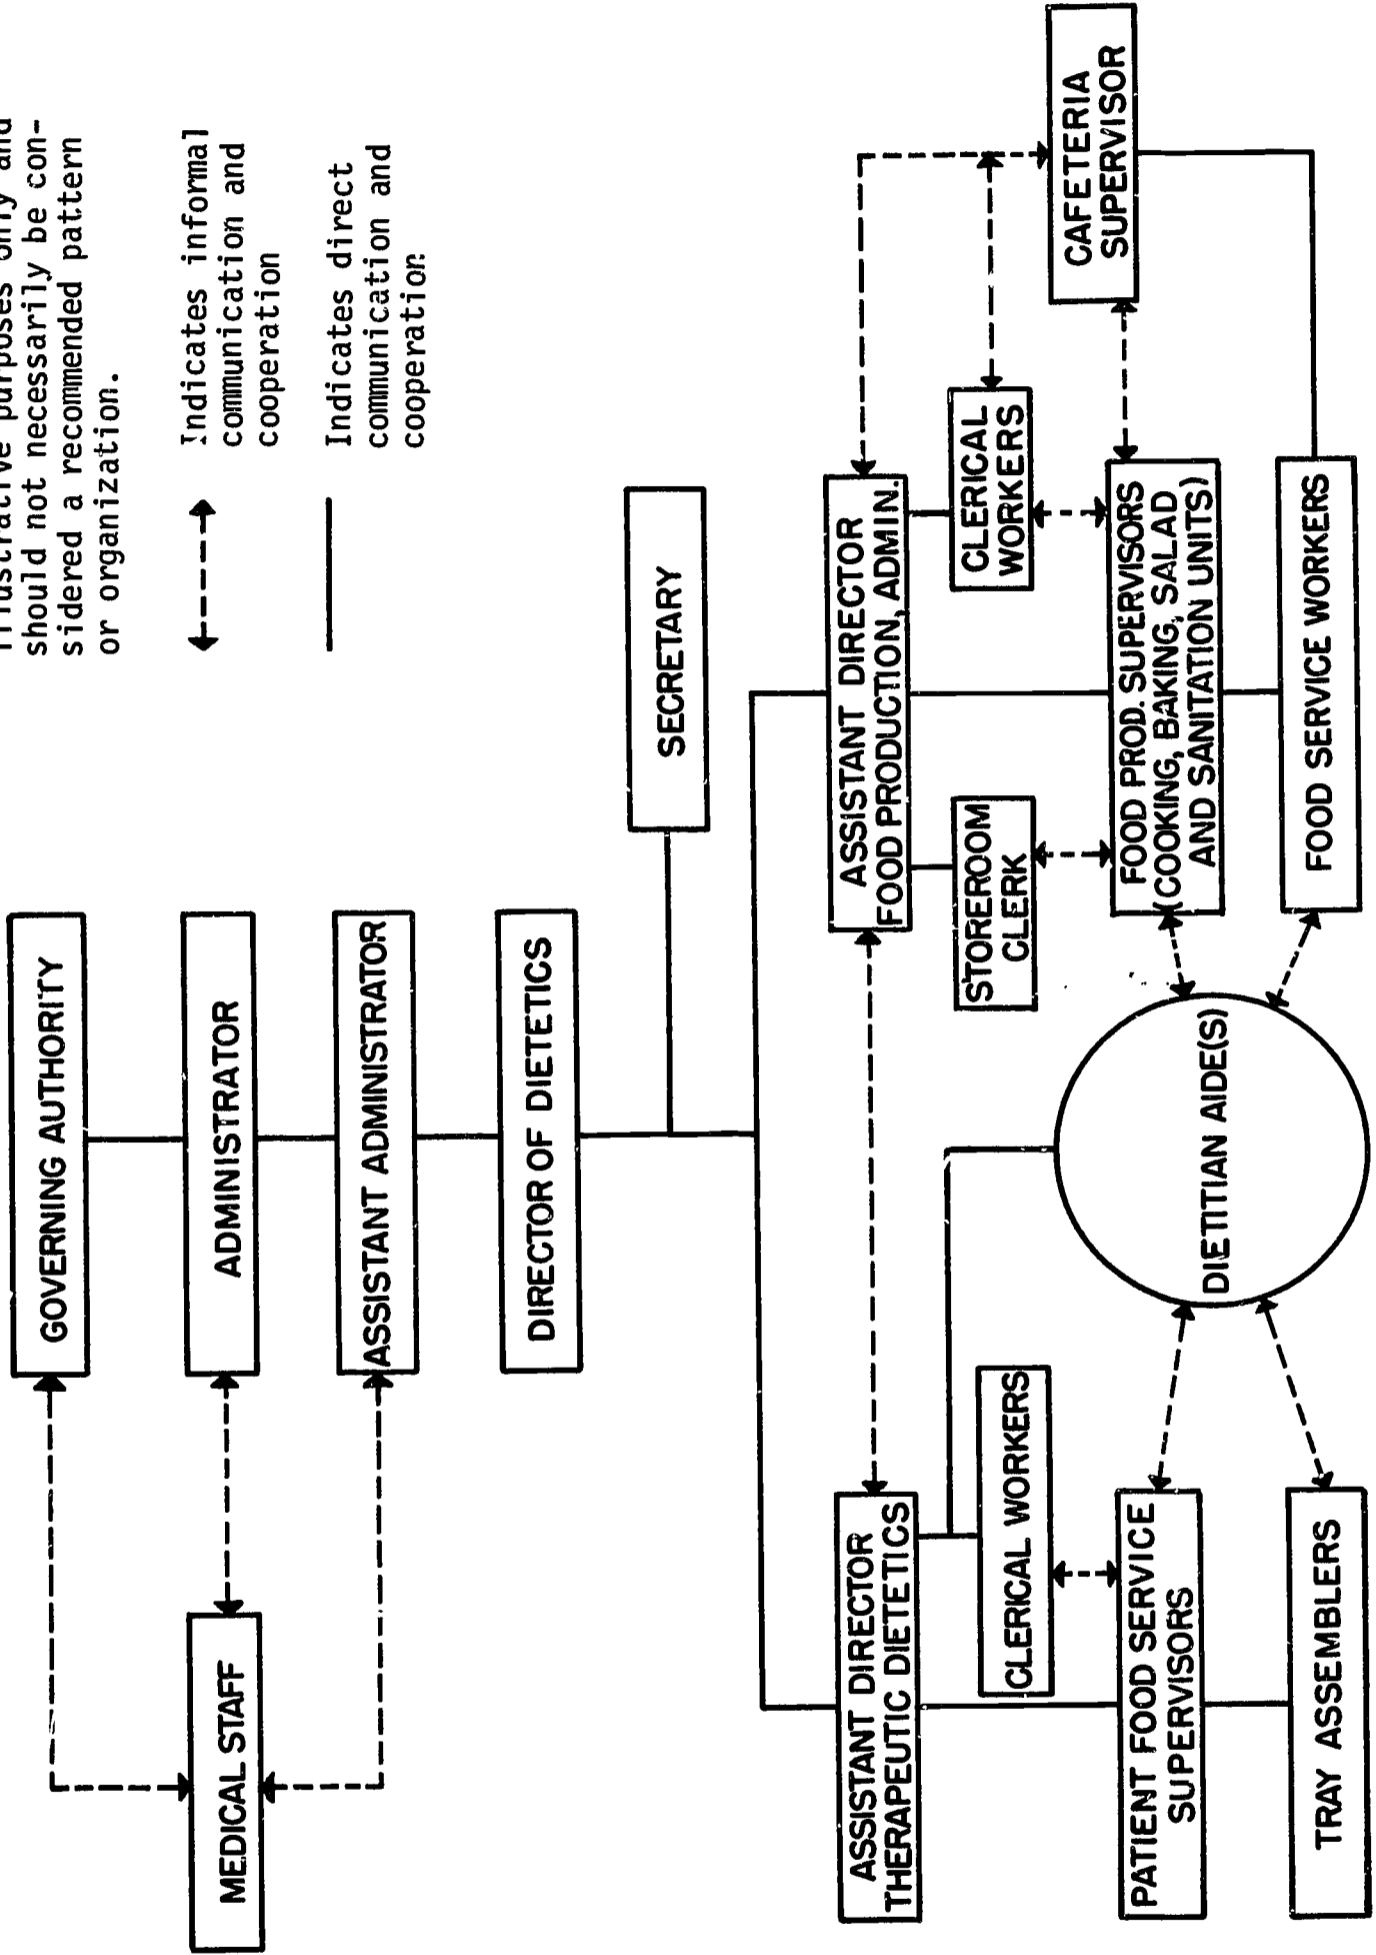 illustrative purposes only and
should not necessarily be con-
sidered a recommended pattern
or organization.
Indicates informal
communication and
cooperation
Indicates direct
communication and
cooperation
GOVERNING AUTHORITY
MEDICAL STAFF
ADMINISTRATOR
ASSISTANT ADMINISTRATOR
DIRECTOR OF DIETETICS
SECRETARY
ASSISTANT DIRECTOR
THERAPEUTIC DIETETICS
ASSISTANT DIRECTOR
FOOD PRODUCTION, ADMIN.
CLERICAL WORKERS
STOREROOM
CLERK
CLERICAL
WORKERS
CAFETERIA
SUPERVISOR
PATIENT FOOD SERVICE
SUPERVISORS
DIETITIAN AIDE(S)
FOOD PROD. SUPERVISORS
(COOKING, BAKING, SALAD
AND SANITATION UNITS)
TRAY ASSEMBLERS
FOOD SERVICE WORKERS